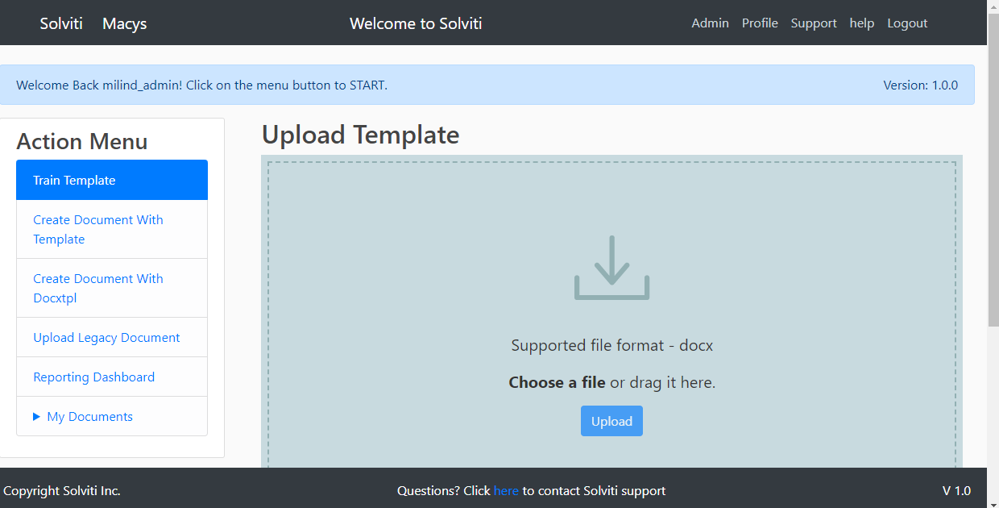 Solviti Macys Welcome to Solviti Admin Profile Support help Logout
Welcome Back milind_admin! Click on the menu button to START. Version: 1.0.0
Action Menu
Train Template
Create Document With
Template
Create Document With
Docxtpl
Upload Legacy Document
Reporting Dashboard
My Documents
Upload Template
Supported file format - docx
Choose a file or drag it here.
Upload
Copyright Solviti Inc. Questions? Click here to contact Solviti support V 1.0